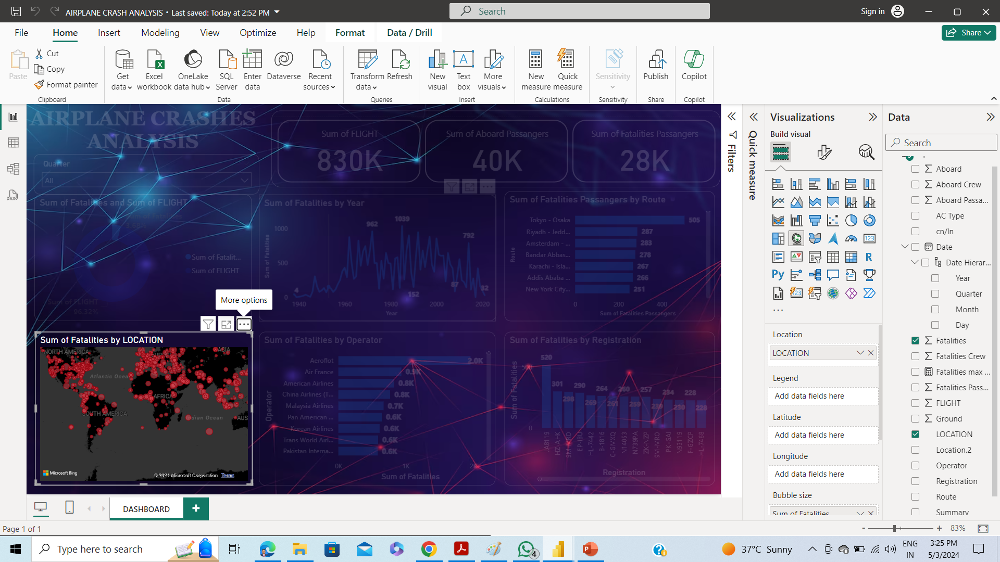 AIRPLANE CRASH ANALYSIS • Last saved: Today at 2:52 PM
Search
Sign in
File
Home
Insert
Modeling
View
Optimize
Help
Format
Data / Drill
Share
Paste
Cut
Copy
Format painter
Clipboard
Get data
Excel workbook
OneLake data hub
SQL Server
Enter data
Dataverse
Recent sources
Data
Transform data
Refresh
Queries
New visual
Text box
More visuals
Insert
New measure
Quick measure
Calculations
Sensitivity
Sensitivity
Publish
Share
Copilot
Copilot
AIRPLANE CRASHES
ANALYSIS
Quarter
All
Sum of FLIGHT
830K
Sum of Aboard Passangers
40K
Sum of Fatalities Passangers
28K
Sum of Fatalities and Sum of FLIGHT
Sum of Fatalit...
Sum of FLIGHT
Sum of FLIGHT
96.32%
Sum of Fatalities by Year
Sum of Fatalities
1000
500
0
4
962
1039
152
792
87
32
1940
1960
1980
2000
2020
Year
Sum of Fatalities Passangers by Route
Route
Tokyo - Osaka 505
Riyadh - Jedd... 287
Amsterdam - ... 283
Bandar Abbas... 278
Karachi - Isla... 267
Addis Ababa ... 266
New York City... 251
0
200
400
Sum of Fatalities Passangers
More options
Sum of Fatalities by LOCATION
NORTH AMERICA
EUROPE
ASIA
Atlantic Ocean
AFRICA
SOUTH AMERICA
Indian Ocean
AUS
Microsoft Bing
© 2024 Microsoft Corporation Terms
Sum of Fatalities by Operator
Operator
Aeroflot 2.0K
Air France 0.9K
American Airlines 0.8K
China Airlines (T... 0.8K
Malaysia Airlines 0.7K
Pan American ... 0.6K
Korean Airlines 0.6K
Trans World Airl... 0.6K
Pakistan Interna... 0.6K
0K
1K
Sum of Fatalities
Sum of Fatalities by Registration
Sum of Fatalities
0
520
301
298
290
269
264
261
260
259
257
230
234
230
228
228
JA8119
HZ-AHK
9M-MRD
EP-IBU
HL-7442
B-1816
C-GMXQ
N14053
N739PA
ZK-NZP
9M-MRO
PK-GAI
N93119
F-GZCP
HL-7468
Registration
Filters
Quick measure
Visualizations
Build visual
123
R
Py
123
...
Location
LOCATION
Legend
Add data fields here
Latitude
Add data fields here
Longitude
Add data fields here
Bubble size
Sum of Fatalities
Data
Search
Aboard
Aboard Crew
Aboard Passa...
AC Type
cn/ln
Date
Date Hierar...
Year
Quarter
Month
Day
Fatalities
Fatalities Crew
Fatalities max ...
Fatalities Pass...
FLIGHT
Ground
LOCATION
Location.2
Operator
Registration
Route
Summary
DASHBOARD
+
Page 1 of 1
- + 83%
Type here to search
4
37°C Sunny
ENG
IN
3:25 PM
5/3/2024